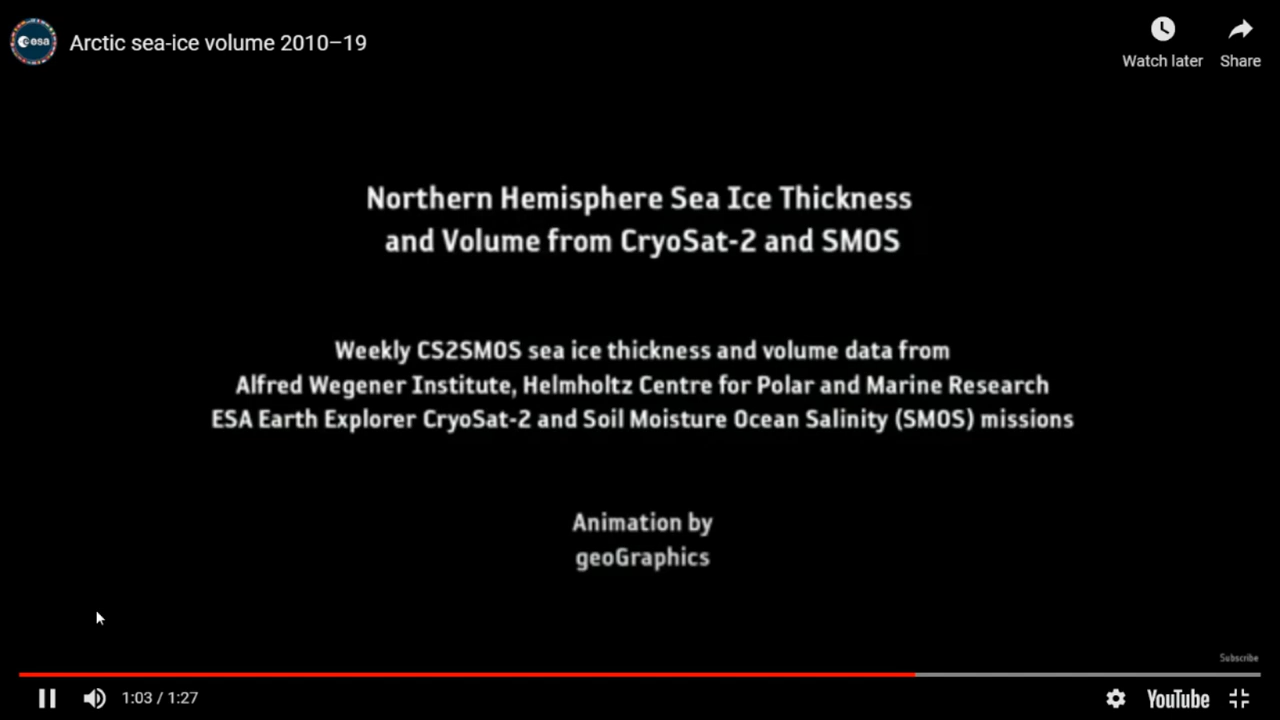 esa
Arctic sea-ice volume 2010–19
Watch later
Share
Northern Hemisphere Sea Ice Thickness
and Volume from CryoSat-2 and SMOS
Weekly CS2SMOS sea ice thickness and volume data from
Alfred Wegener Institute, Helmholtz Centre for Polar and Marine Research
ESA Earth Explorer CryoSat-2 and Soil Moisture Ocean Salinity (SMOS) missions
Animation by
geoGraphics
Subscribe
1:03 / 1:27
YouTube